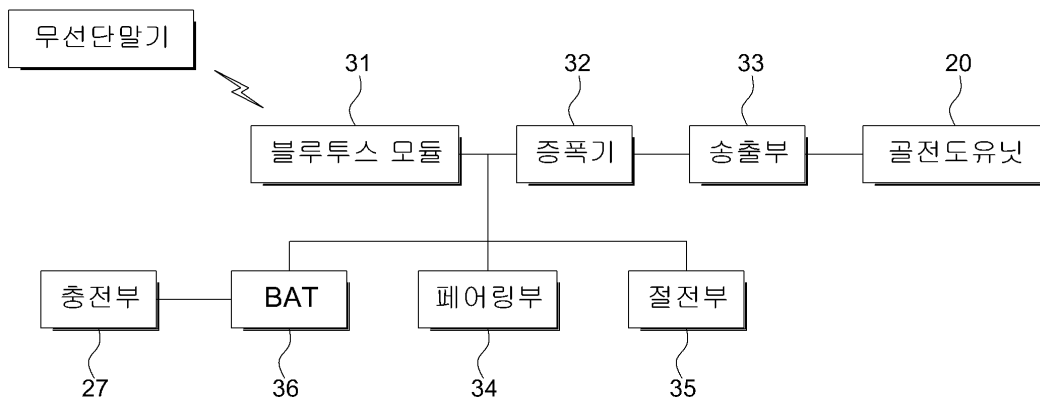 무선단말기
31
32
33
20
블루투스 모듈
증폭기
송출부
골전도유닛
충전부
BAT
페어링부
절전부
27
36
34
35